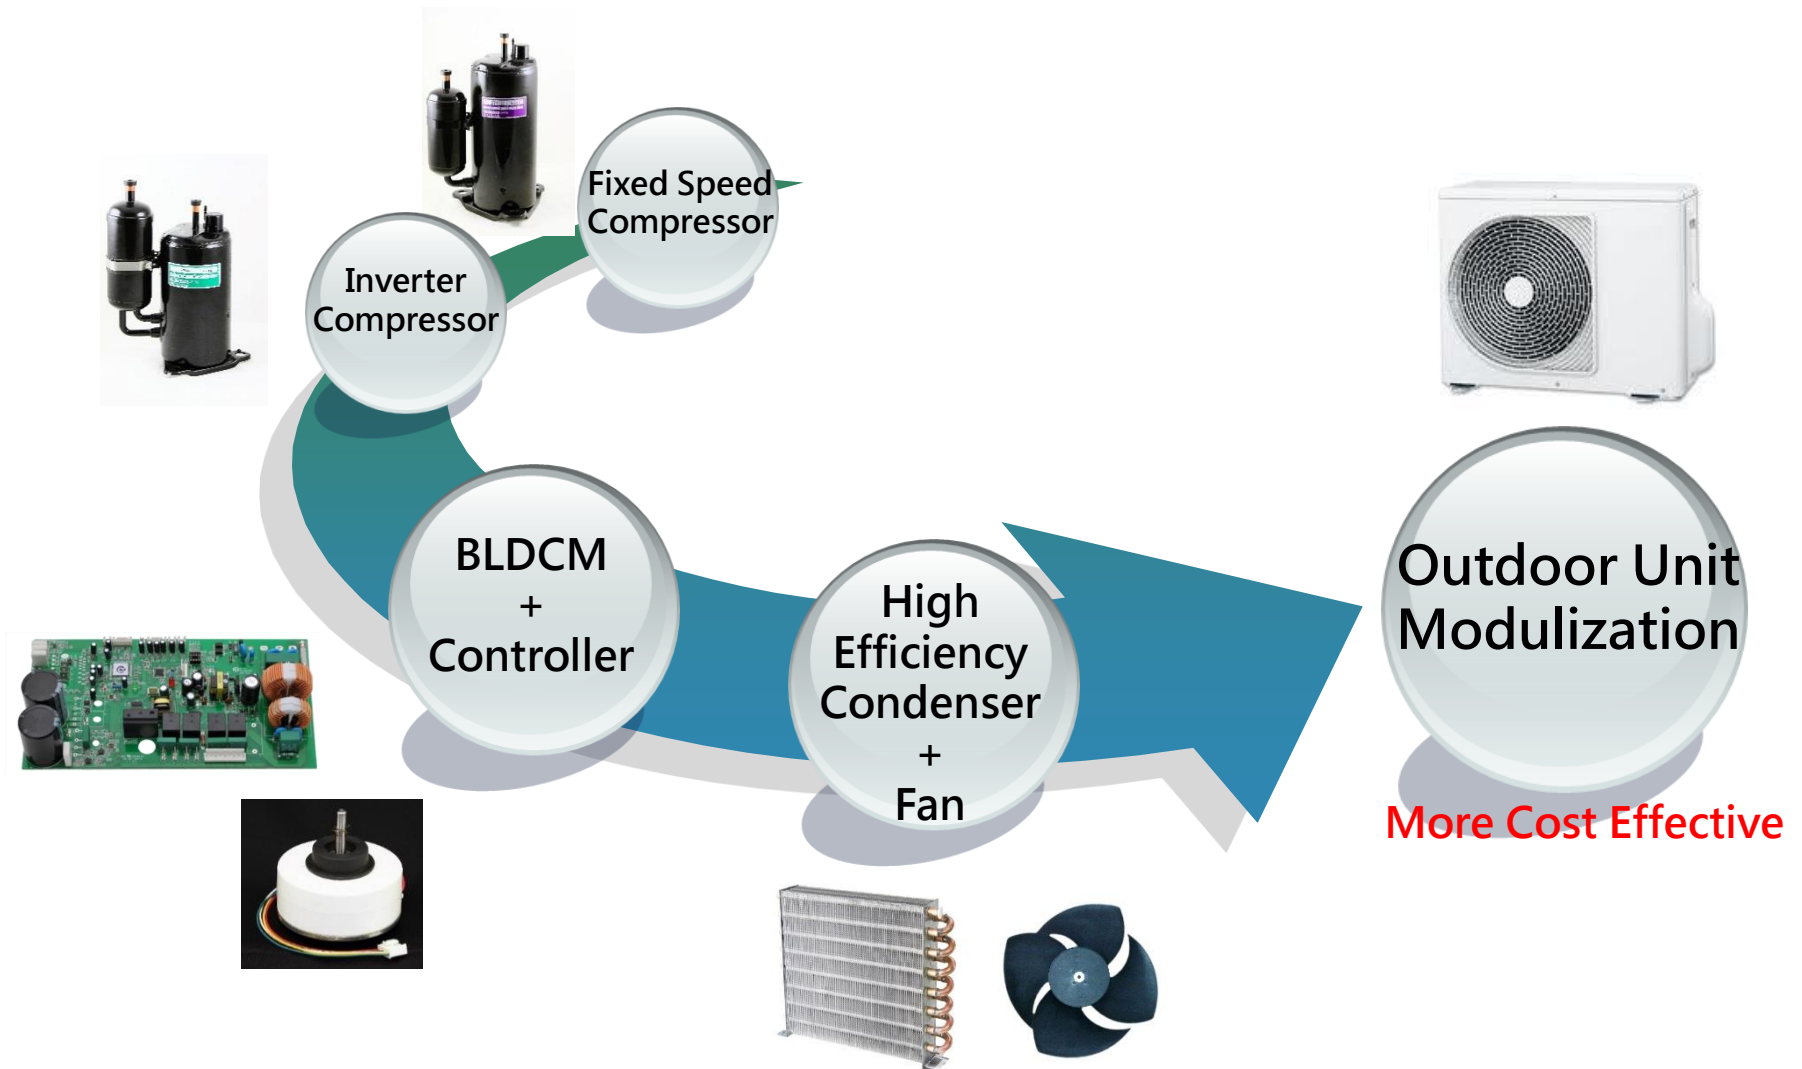 Fixed Speed
Compressor
Inverter
Compressor
BLDCM
+
Controller
High
Efficiency
Condenser
+
Fan
Outdoor Unit
Modulization
More Cost Effective